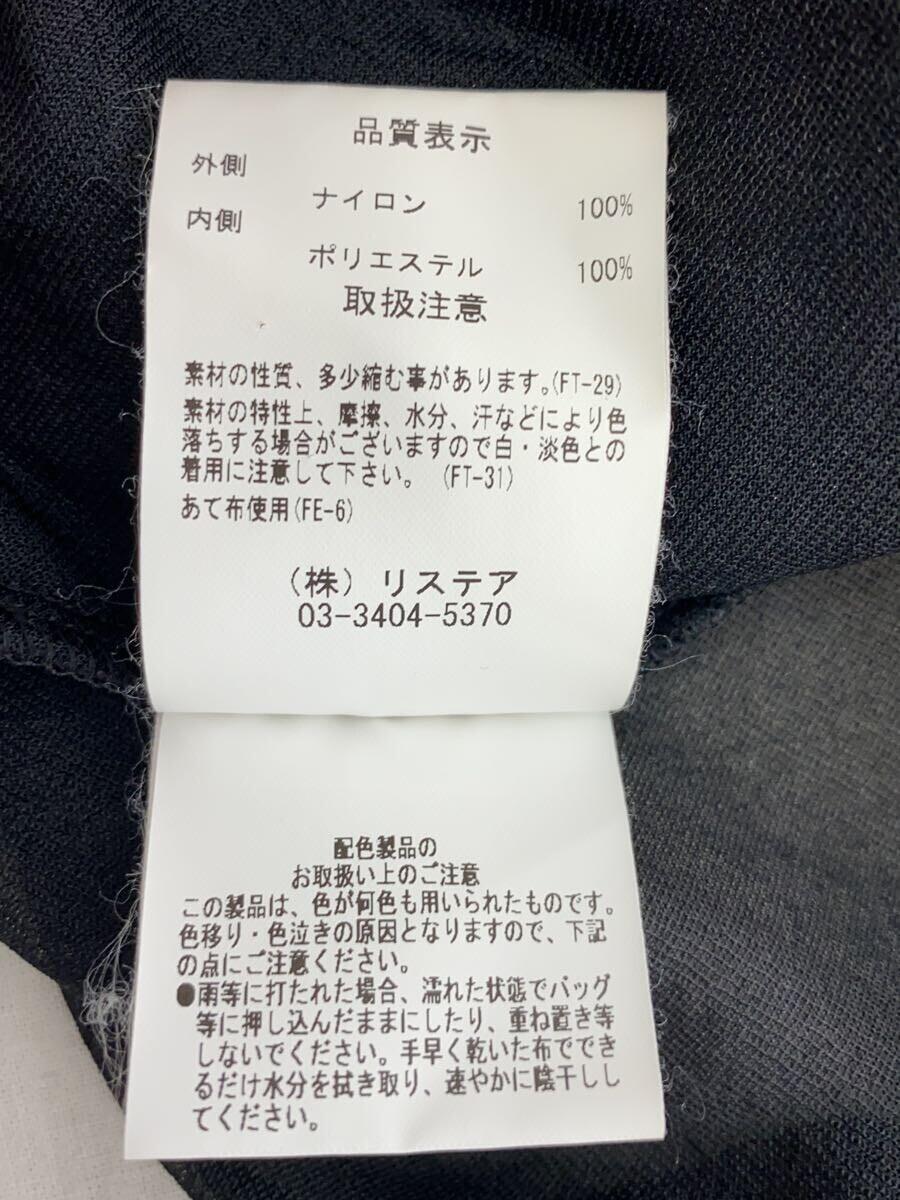 品質表示
外側
ナイロン 100%
内側
ポリエステル 100%
取扱注意
素材の性質、多少縮む事があります。(FT-29)
素材の特性上、摩擦、水分、汗などにより色
落ちする場合がございますので白・淡色との
着用に注意して下さい。 (FT-31)
あて布使用(FE-6)
(株) リステア
03-3404-5370
配色製品の
お取扱い上のご注意
この製品は、色が何色も用いられたものです。
色移り・色泣きの原因となりますので、下記
の点にご注意ください。
●雨等に打たれた場合、濡れた状態でバッグ
等に押し込んだままにしたり、重ね置き等
しないでください。手早く乾いた布ででき
るだけ水分を拭き取り、速やかに陰干しし
てください。